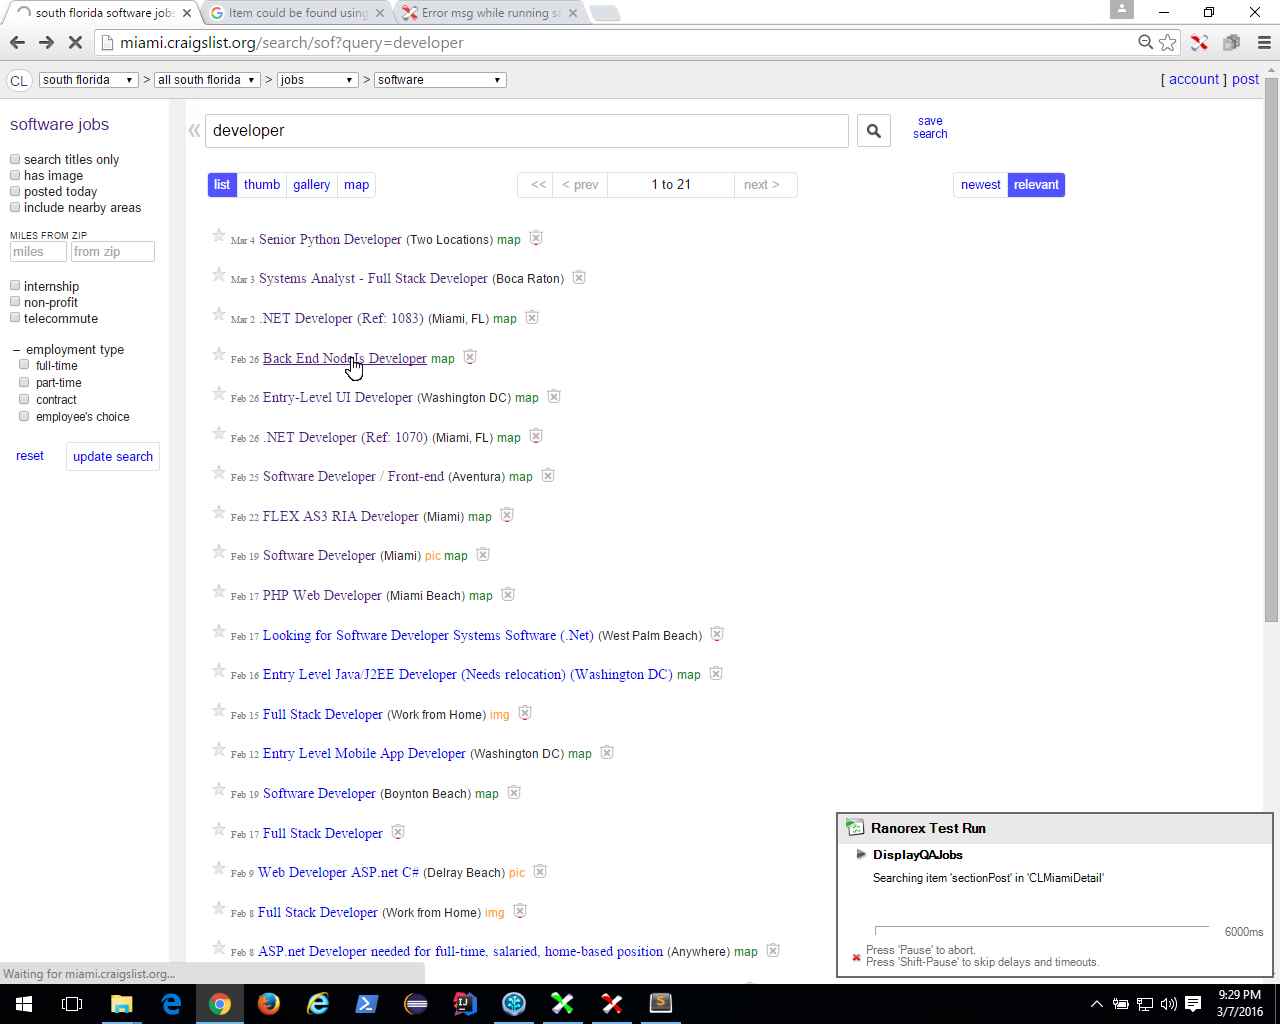 south florida software job
Item could be found using
Error msg while running s
miami.craigslist.org/search/sof?query=developer
CL south florida > all south florida > jobs > software [ account ] post
software jobs
search titles only
has image
posted today
include nearby areas
MILES FROM ZIP
miles from zip
internship
non-profit
telecommute
– employment type
full-time
part-time
contract
employee's choice
reset update search
« developer
save
search
list thumb gallery map << < prev 1 to 21 next > newest relevant
Mar 4 Senior Python Developer (Two Locations) map
Mar 3 Systems Analyst - Full Stack Developer (Boca Raton)
Mar 2 .NET Developer (Ref: 1083) (Miami, FL) map
Feb 26 Back End NodeJs Developer map
Feb 26 Entry-Level UI Developer (Washington DC) map
Feb 26 .NET Developer (Ref: 1070) (Miami, FL) map
Feb 25 Software Developer / Front-end (Aventura) map
Feb 22 FLEX AS3 RIA Developer (Miami) map
Feb 19 Software Developer (Miami) pic map
Feb 17 PHP Web Developer (Miami Beach) map
Feb 17 Looking for Software Developer Systems Software (.Net) (West Palm Beach)
Feb 16 Entry Level Java/J2EE Developer (Needs relocation) (Washington DC) map
Feb 15 Full Stack Developer (Work from Home) img
Feb 12 Entry Level Mobile App Developer (Washington DC) map
Feb 19 Software Developer (Boynton Beach) map
Feb 17 Full Stack Developer
Feb 9 Web Developer ASP.net C# (Delray Beach) pic
Feb 8 Full Stack Developer (Work from Home) img
Feb 8 ASP.net Developer needed for full-time, salaried, home-based position (Anywhere) map
Ranorex Test Run
DisplayQAJobs
Searching item 'sectionPost' in 'CLMiamiDetail'
6000ms
Press 'Pause' to abort.
Press 'Shift-Pause' to skip delays and timeouts.
Waiting for miami.craigslist.org...
9:29 PM
3/7/2016